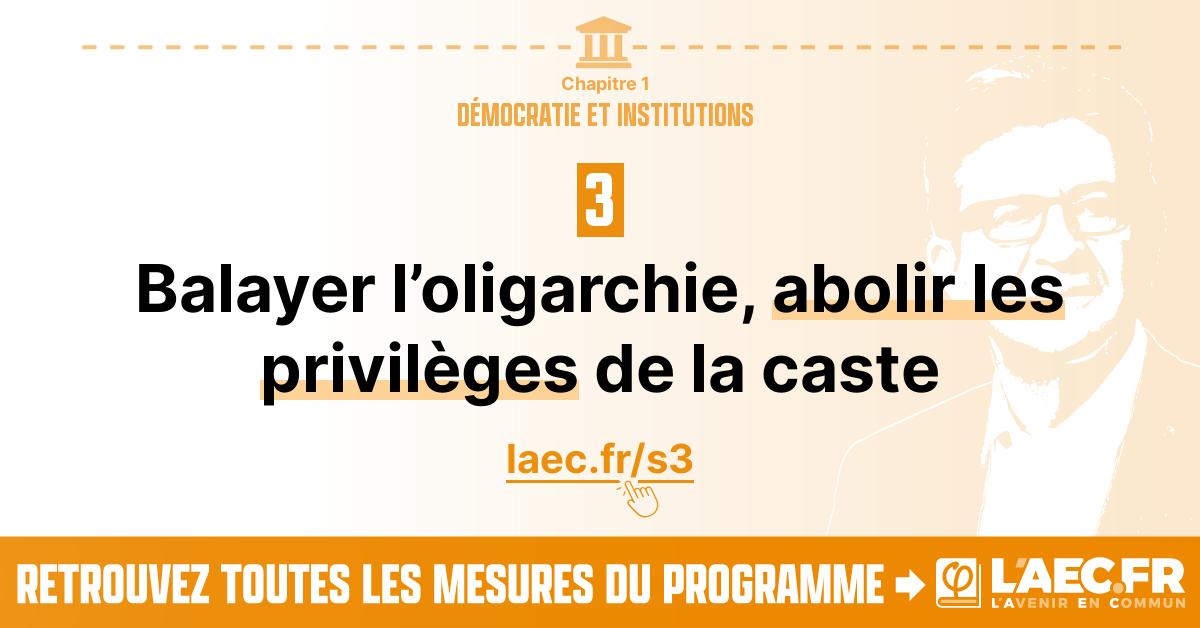 Chapitre 1
DÉMOCRATIE ET INSTITUTIONS
3
Balayer l’oligarchie, abolir les
privilèges de la caste
laec.fr/s3
RETROUVEZ TOUTES LES MESURES DU PROGRAMME
φ L'AEC.FR
L'AVENIR EN COMMUN